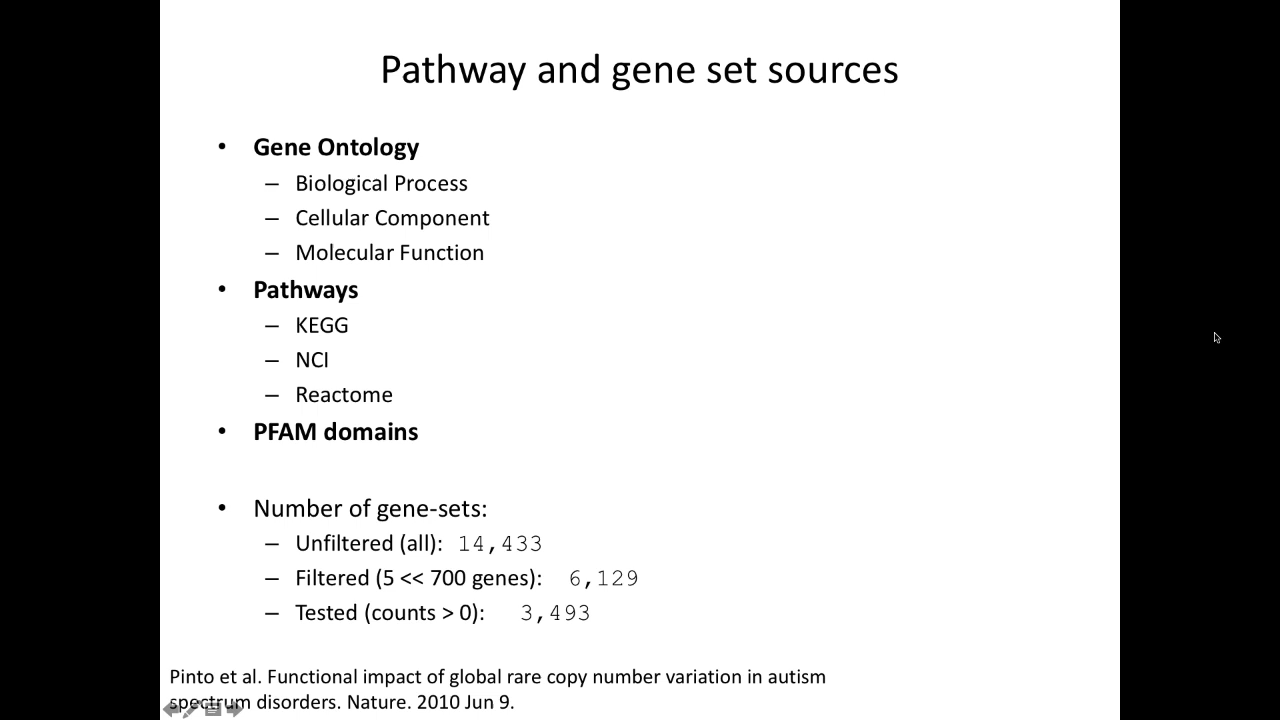 Pathway and gene set sources
• Gene Ontology
– Biological Process
– Cellular Component
– Molecular Function
• Pathways
– KEGG
– NCI
– Reactome
• PFAM domains
• Number of gene-sets:
– Unfiltered (all): 14,433
– Filtered (5 << 700 genes): 6,129
– Tested (counts > 0): 3,493
Pinto et al. Functional impact of global rare copy number variation in autism
spectrum disorders. Nature. 2010 Jun 9.